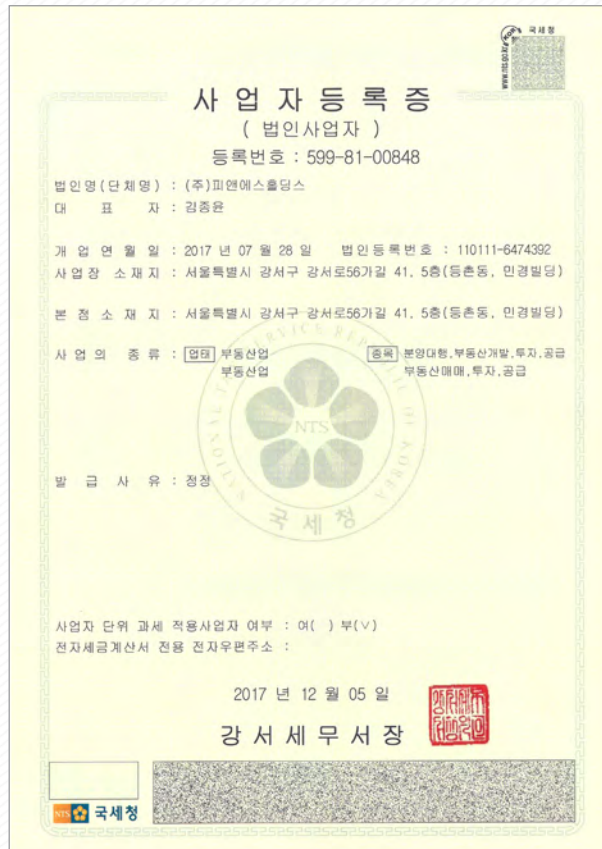 국세청
사업자등록증
( 법인사업자 )
등록번호 : 599-81-00848
법인명(단체명) : (주)피앤에스홀딩스
대 표 자 : 김종윤
개 업 연 월 일 : 2017 년 07 월 28 일 법인등록번호 : 110111-6474392
사업장 소재지 : 서울특별시 강서구 강서로56가길 41, 5층(등촌동, 민경빌딩)
본 점 소 재 지 : 서울특별시 강서구 강서로56가길 41, 5층(등촌동, 민경빌딩)
사 업 의 종 류 : 업태 부동산업 종목 분양대행,부동산개발,투자,공급
부동산업 부동산매매,투자,공급
NATIONAL TAX SERVICE REPUBLIC OF KOREA
NTS
국세청
발 급 사 유 : 정정
사업자 단위 과세 적용사업자 여부 : 여( ) 부(∨)
전자세금계산서 전용 전자우편주소 :
2017 년 12 월 05 일
강서세무서장
NTS 국세청